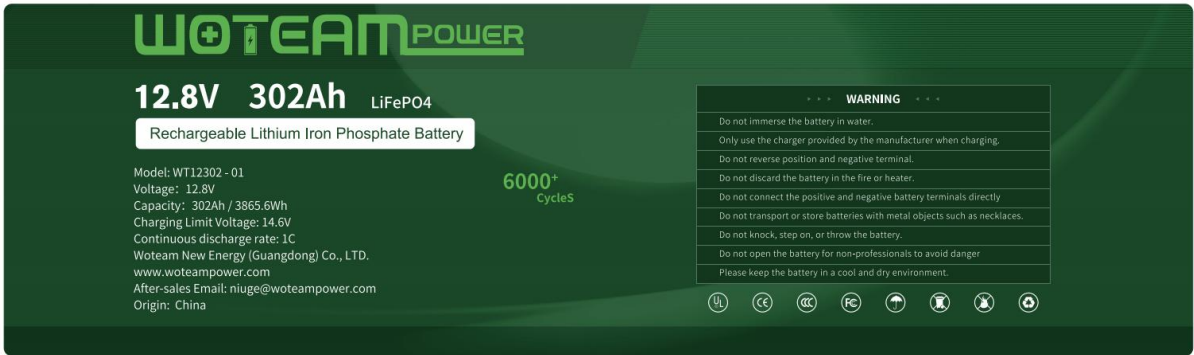 WOTEAM POWER
12.8V 302Ah LiFePO4
Rechargeable Lithium Iron Phosphate Battery
Model: WT12302 - 01
Voltage: 12.8V
Capacity: 302Ah / 3865.6Wh
Charging Limit Voltage: 14.6V
Continuous discharge rate: 1C
Woteam New Energy (Guangdong) Co., LTD.
www.woteampower.com
After-sales Email: niuge@woteampower.com
Origin: China
6000+
CycleS
WARNING
Do not immerse the battery in water.
Only use the charger provided by the manufacturer when charging.
Do not reverse position and negative terminal.
Do not discard the battery in the fire or heater.
Do not connect the positive and negative battery terminals directly
Do not transport or store batteries with metal objects such as necklaces.
Do not knock, step on, or throw the battery.
Do not open the battery for non-professionals to avoid danger
Please keep the battery in a cool and dry environment.
UL CE CCC FC